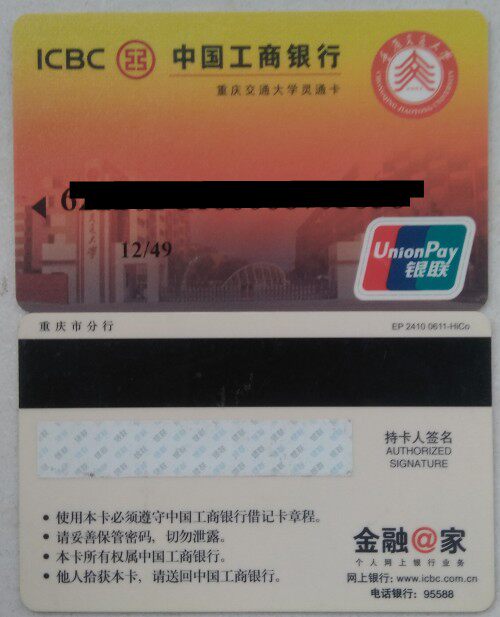 ICBC 中国工商银行
重庆交通大学灵通卡
CHONGQING JIAOTONG UNIVERSITY
12/49
UnionPay
银联
重庆市分行
EP 2410 0611-HiCo
持卡人签名
AUTHORIZED
SIGNATURE
• 使用本卡必须遵守中国工商银行借记卡章程。
• 请妥善保管密码，切勿泄露。
• 本卡所有权属中国工商银行。
• 他人拾获本卡，请送回中国工商银行。
金融@家
个人网上银行业务
网上银行: www.icbc.com.cn
电话银行: 95588